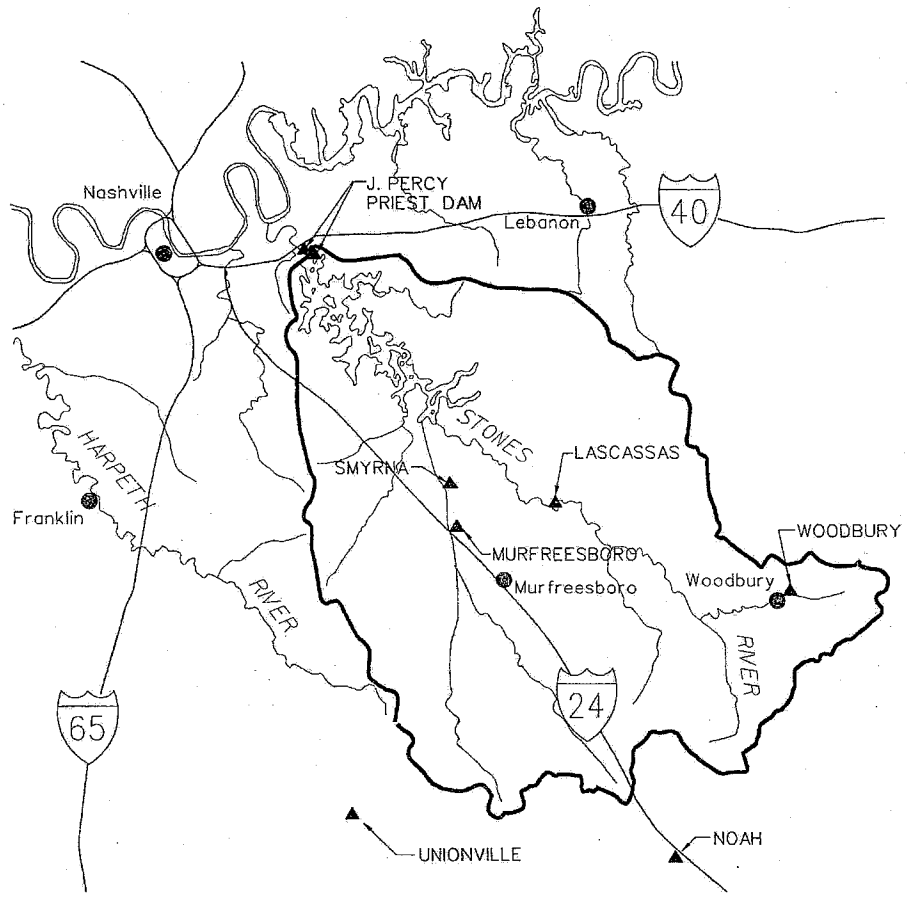 Nashville
J. PERCY
PRIEST DAM
40
Lebanon
STONES
HARPETH
SMYRNA
LASCASSAS
Franklin
WOODBURY
MURFREESBORO
Woodbury
Murfreesboro
RIVER
RIVER
65
24
NOAH
UNIONVILLE